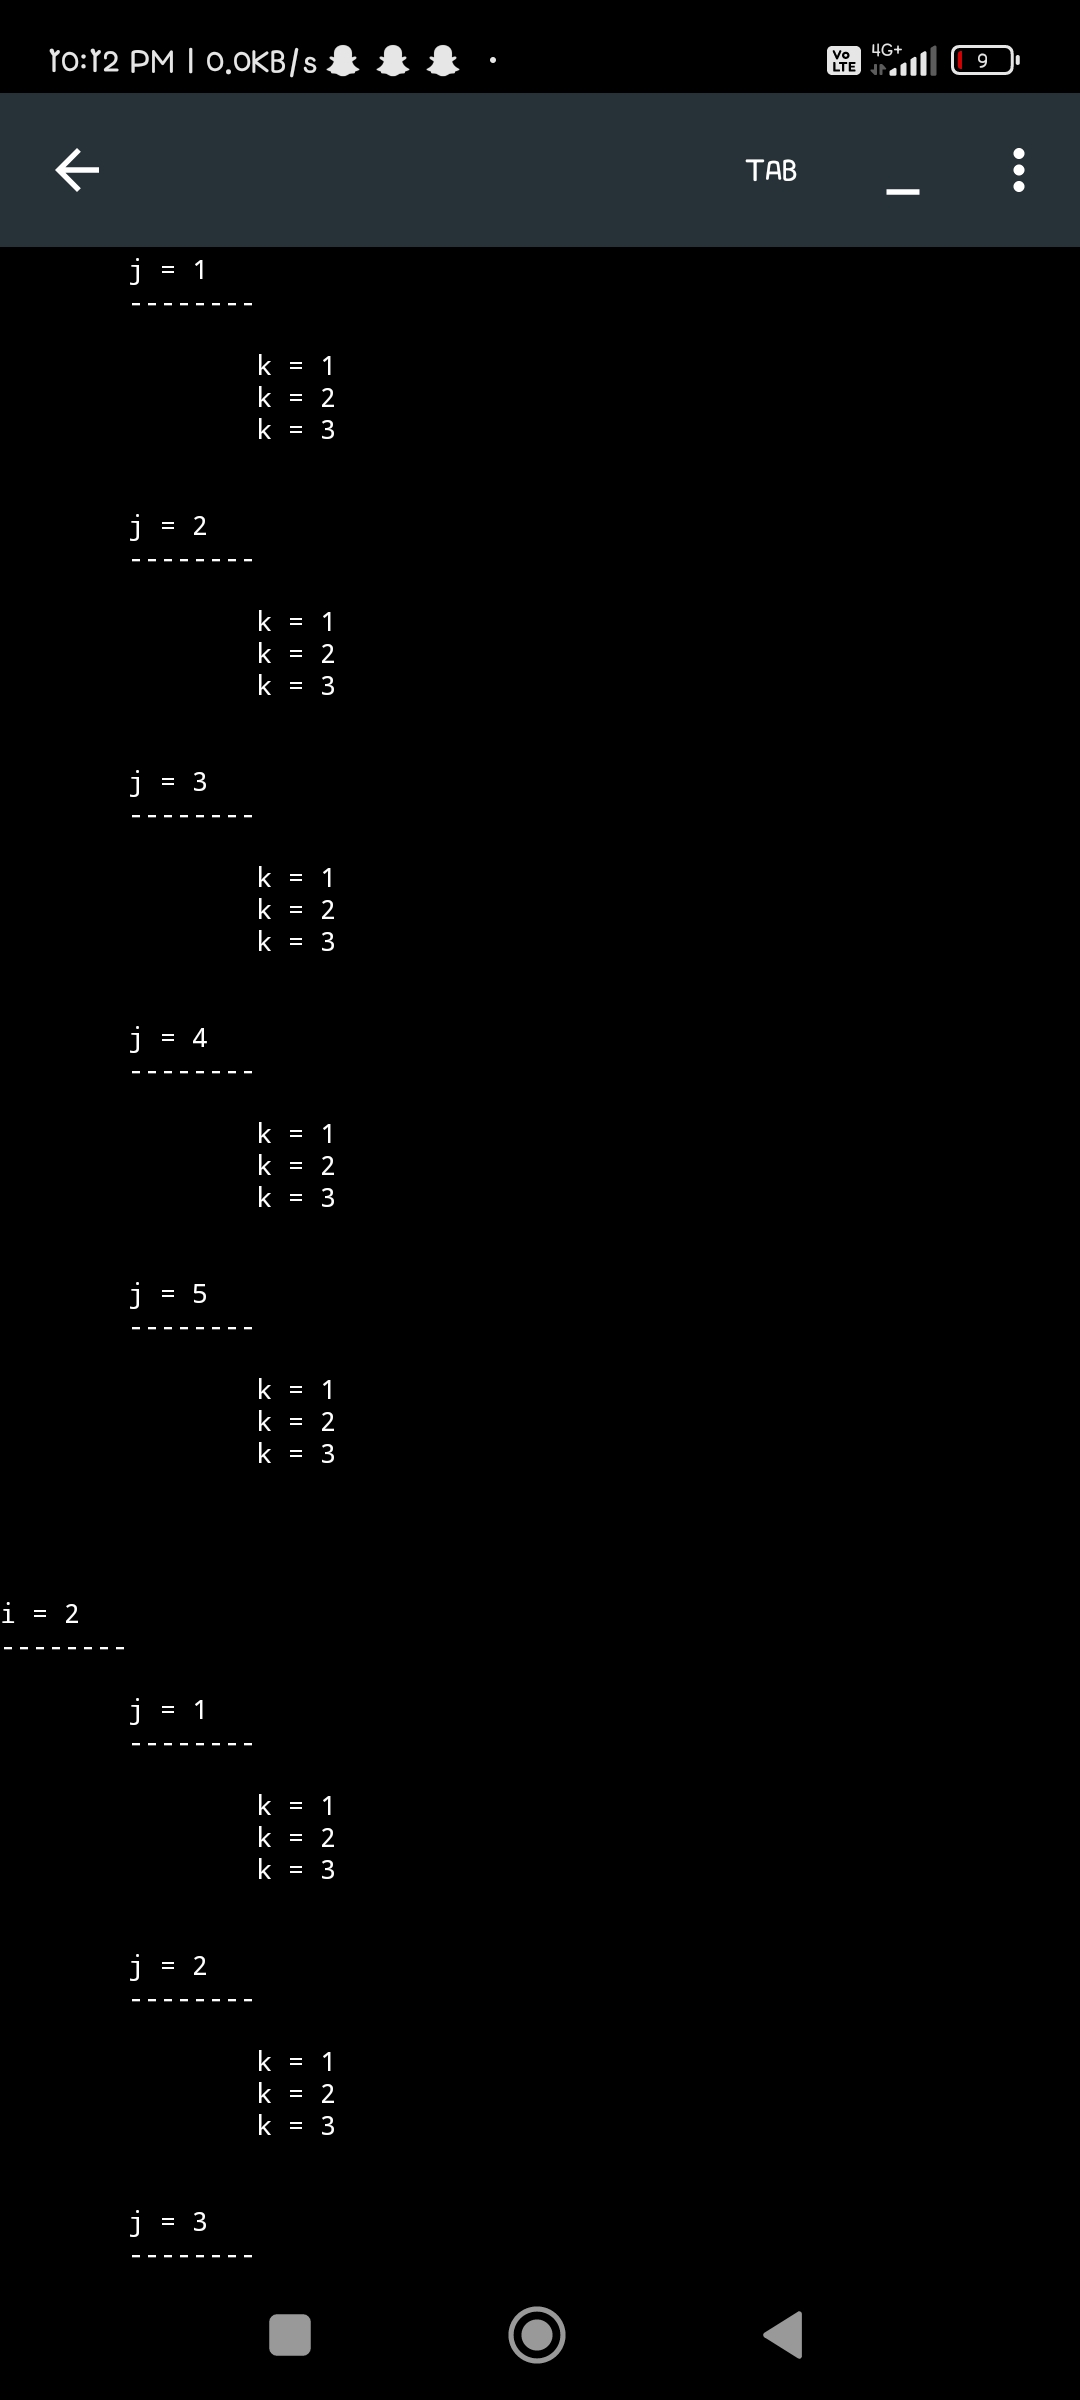 10:12 PM | 0.0KB/s
Vo LTE 4G+ 9
TAB
j = 1
--------
k = 1
k = 2
k = 3
j = 2
--------
k = 1
k = 2
k = 3
j = 3
--------
k = 1
k = 2
k = 3
j = 4
--------
k = 1
k = 2
k = 3
j = 5
--------
k = 1
k = 2
k = 3
i = 2
--------
j = 1
--------
k = 1
k = 2
k = 3
j = 2
--------
k = 1
k = 2
k = 3
j = 3
--------